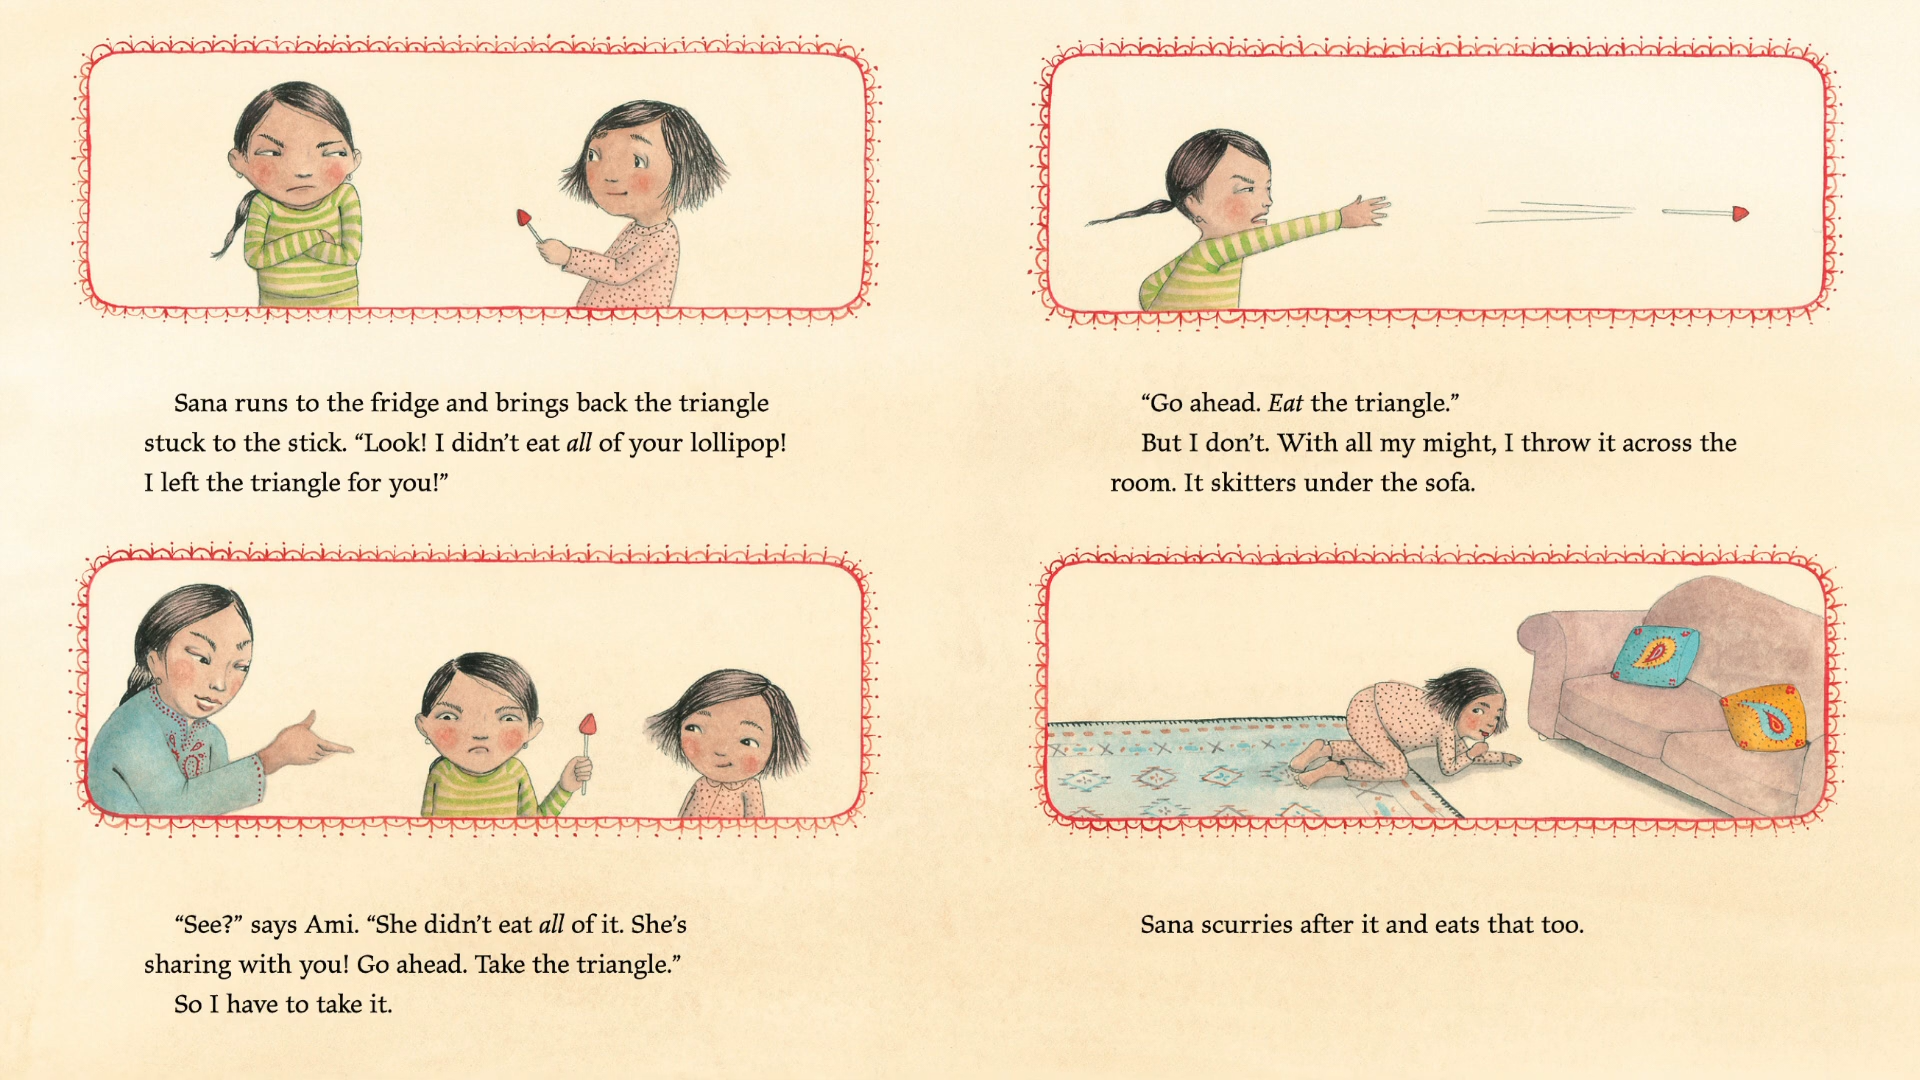 Sana runs to the fridge and brings back the triangle
stuck to the stick. “Look! I didn’t eat all of your lollipop!
I left the triangle for you!”
“See?” says Ami. “She didn’t eat all of it. She’s
sharing with you! Go ahead. Take the triangle.”
So I have to take it.
“Go ahead. Eat the triangle.”
But I don’t. With all my might, I throw it across the
room. It skitters under the sofa.
Sana scurries after it and eats that too.